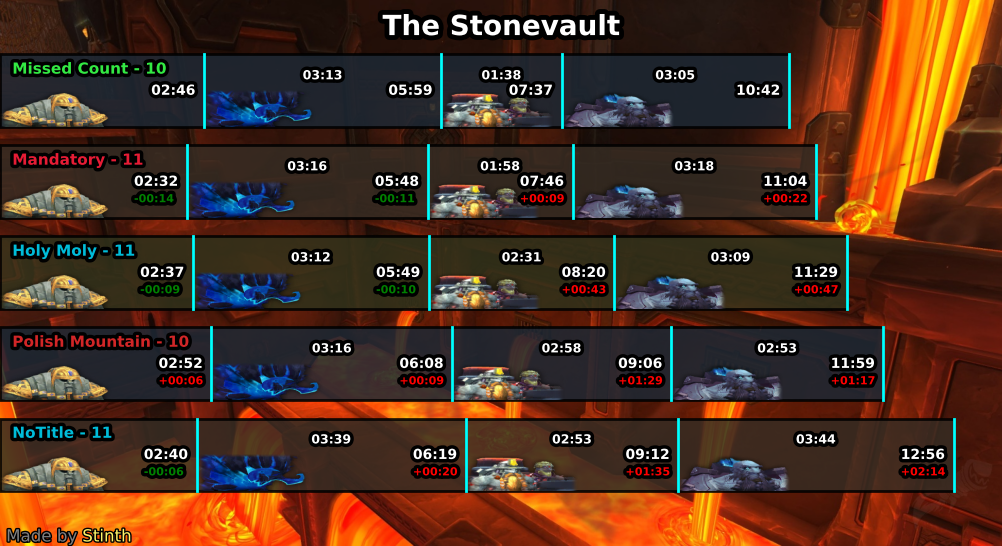 The Stonevault
Missed Count - 10
03:13 01:38 03:05
02:46 05:59 07:37 10:42
Mandatory - 11
03:16 01:58 03:18
02:32 05:48 07:46 11:04
-00:14 -00:11 +00:09 +00:22
Holy Moly - 11
03:12 02:31 03:09
02:37 05:49 08:20 11:29
-00:09 -00:10 +00:43 +00:47
Polish Mountain - 10
03:16 02:58 02:53
02:52 06:08 09:06 11:59
+00:06 +00:09 +01:29 +01:17
NoTitle - 11
03:39 02:53 03:44
02:40 06:19 09:12 12:56
-00:06 +00:20 +01:35 +02:14
Made by Stinth